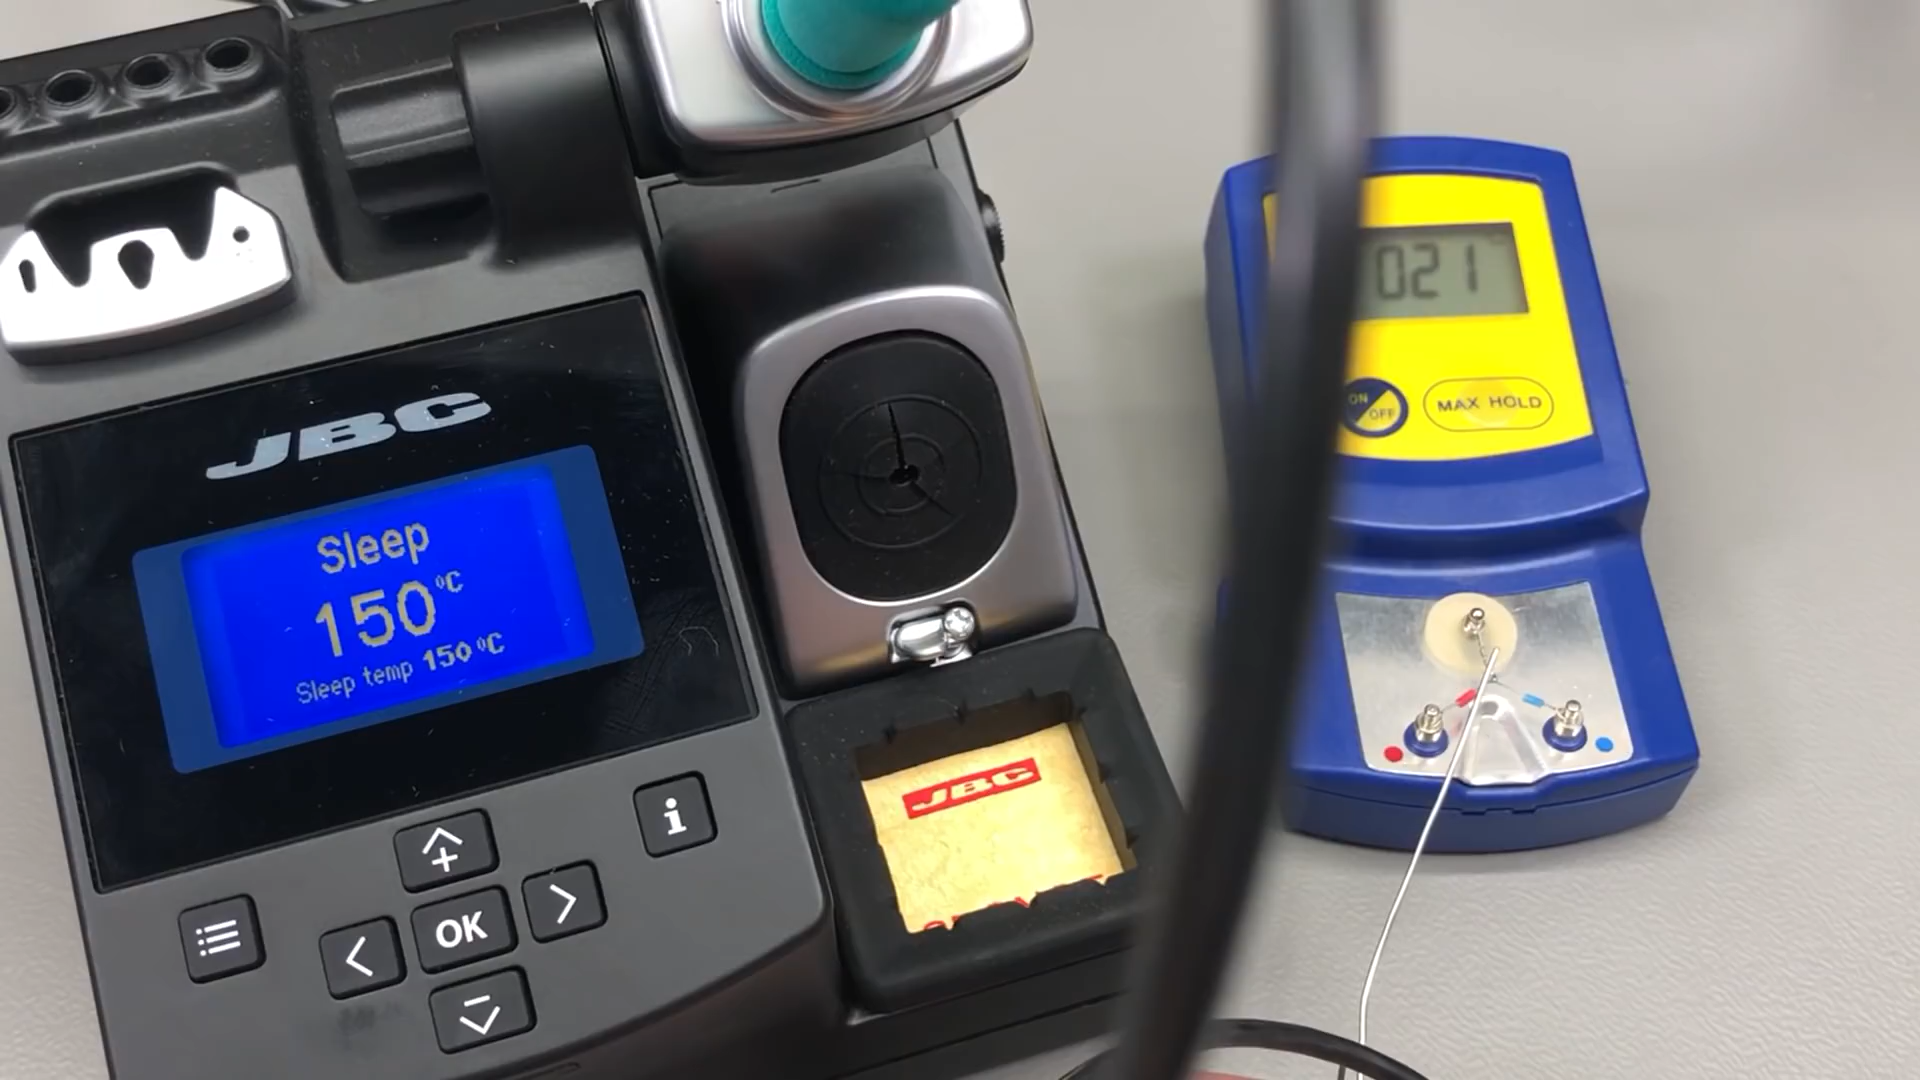 JBC
Sleep
150°C
Sleep temp 150°C
i
OK
JBC
021
ON
OFF
MAX HOLD